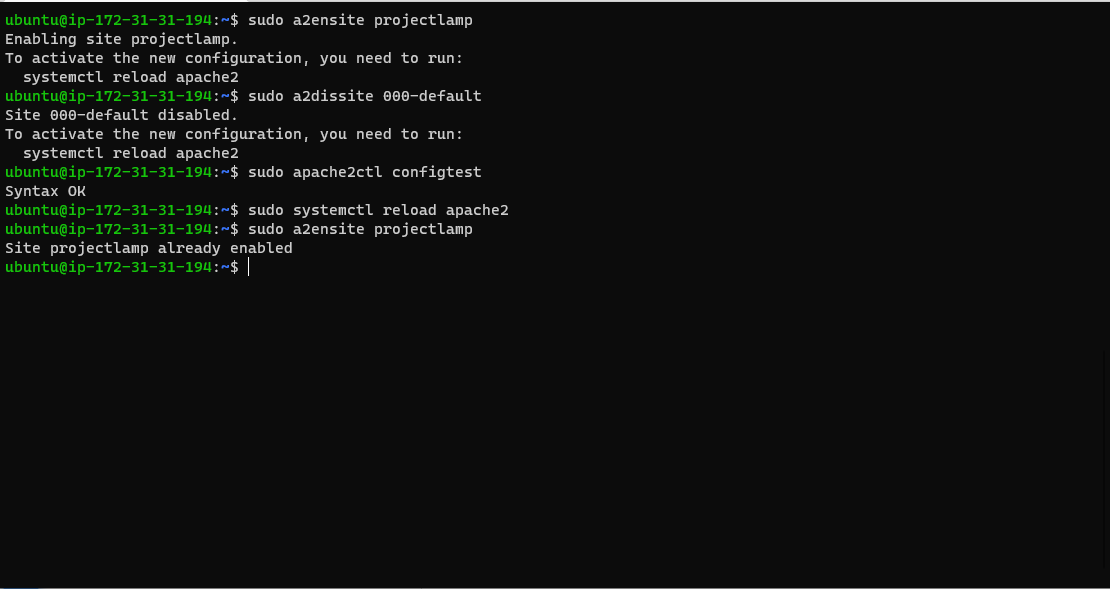 ubuntu@ip-172-31-31-194:~$ sudo a2ensite projectlamp
Enabling site projectlamp.
To activate the new configuration, you need to run:
  systemctl reload apache2
ubuntu@ip-172-31-31-194:~$ sudo a2dissite 000-default
Site 000-default disabled.
To activate the new configuration, you need to run:
  systemctl reload apache2
ubuntu@ip-172-31-31-194:~$ sudo apache2ctl configtest
Syntax OK
ubuntu@ip-172-31-31-194:~$ sudo systemctl reload apache2
ubuntu@ip-172-31-31-194:~$ sudo a2ensite projectlamp
Site projectlamp already enabled
ubuntu@ip-172-31-31-194:~$